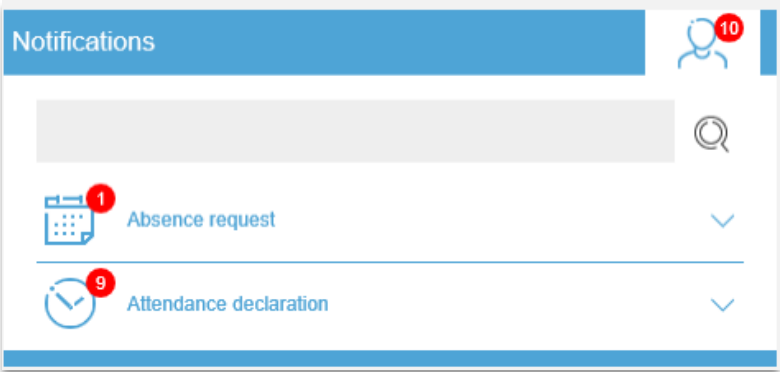 Notifications
10
1
Absence request
9
Attendance declaration